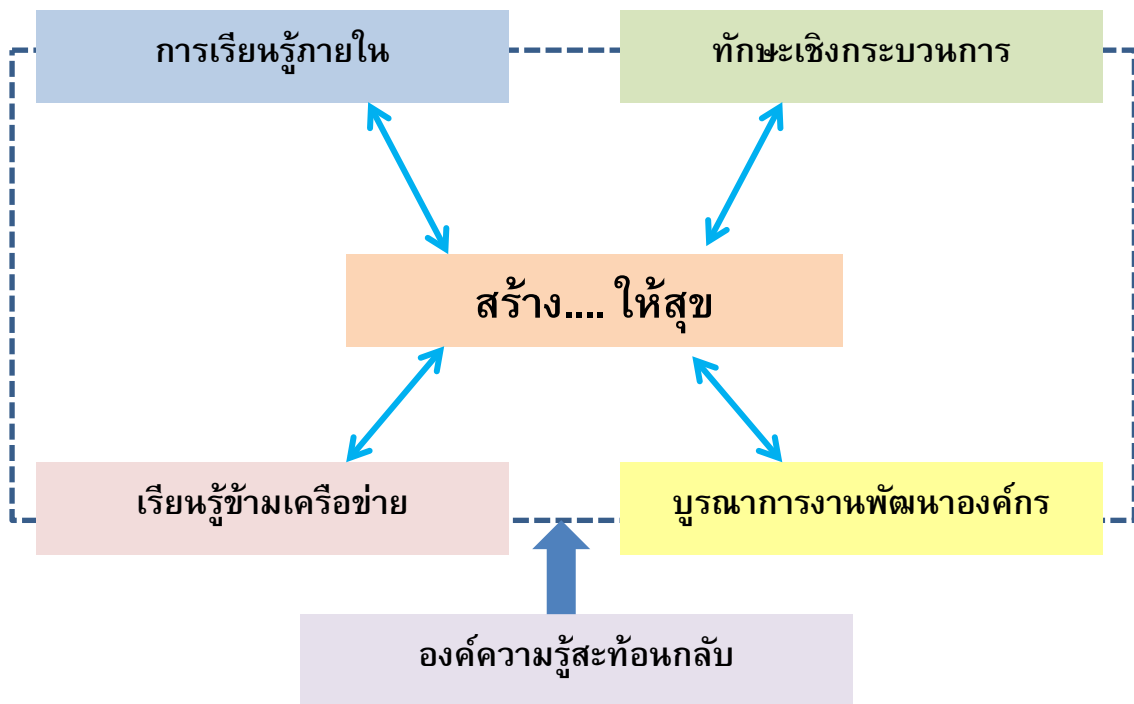 การเรียนรู้ภายใน
ทักษะเชิงกระบวนการ
สร้าง.... ให้สุข
เรียนรู้ข้ามเครือข่าย
บูรณาการงานพัฒนาองค์กร
องค์ความรู้สะท้อนกลับ